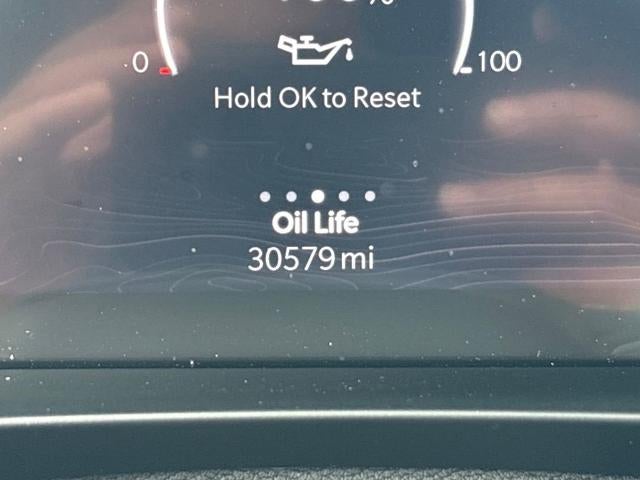 0
100
Hold OK to Reset
Oil Life
30579 mi